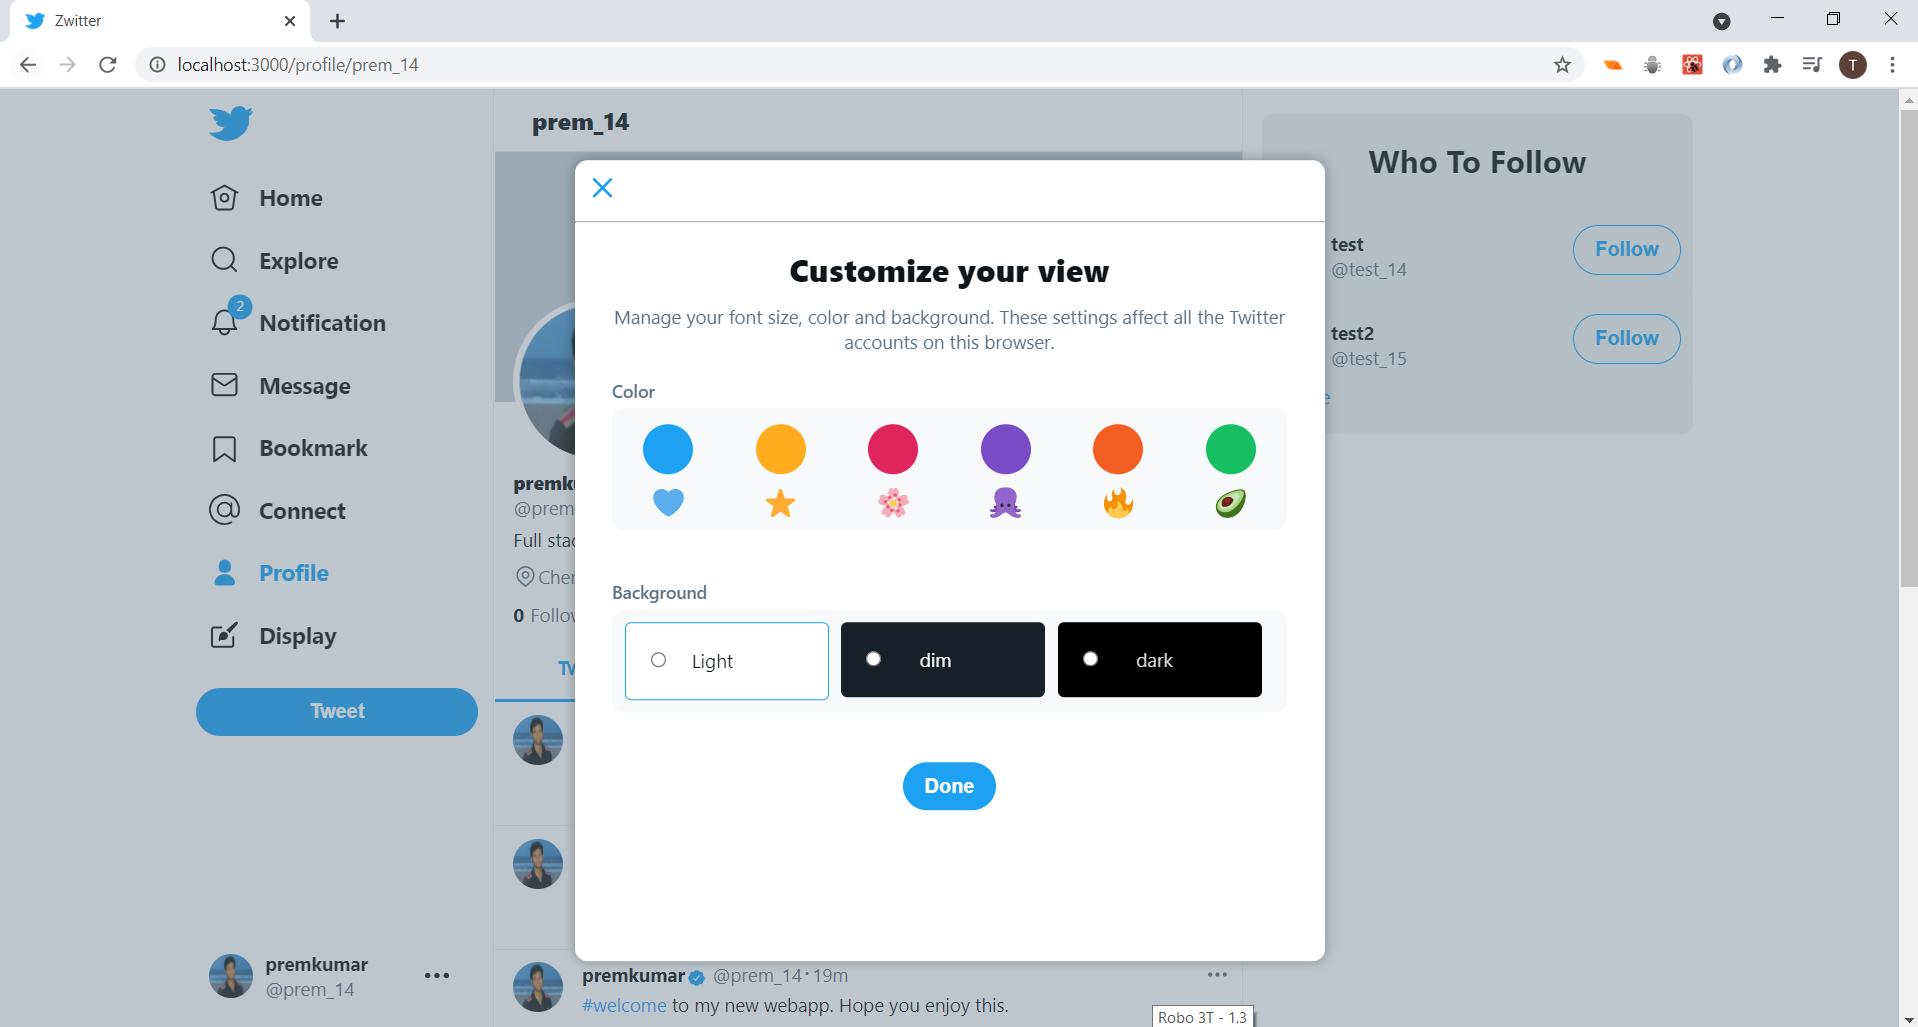 Zwitter
localhost:3000/profile/prem_14
T
prem_14
Home
Explore
2
Notification
Message
Bookmark
Connect
Profile
Display
Tweet
premkumar
@prem_14
Customize your view
Manage your font size, color and background. These settings affect all the Twitter
accounts on this browser.
Color
Background
Light
dim
dark
Done
premk
@prem
Full stac
Cher
0 Follow
Tw
premkumar @prem_14 · 19m
#welcome to my new webapp. Hope you enjoy this.
Who To Follow
test
@test_14
Follow
test2
@test_15
Follow
e
Robo 3T - 1.3